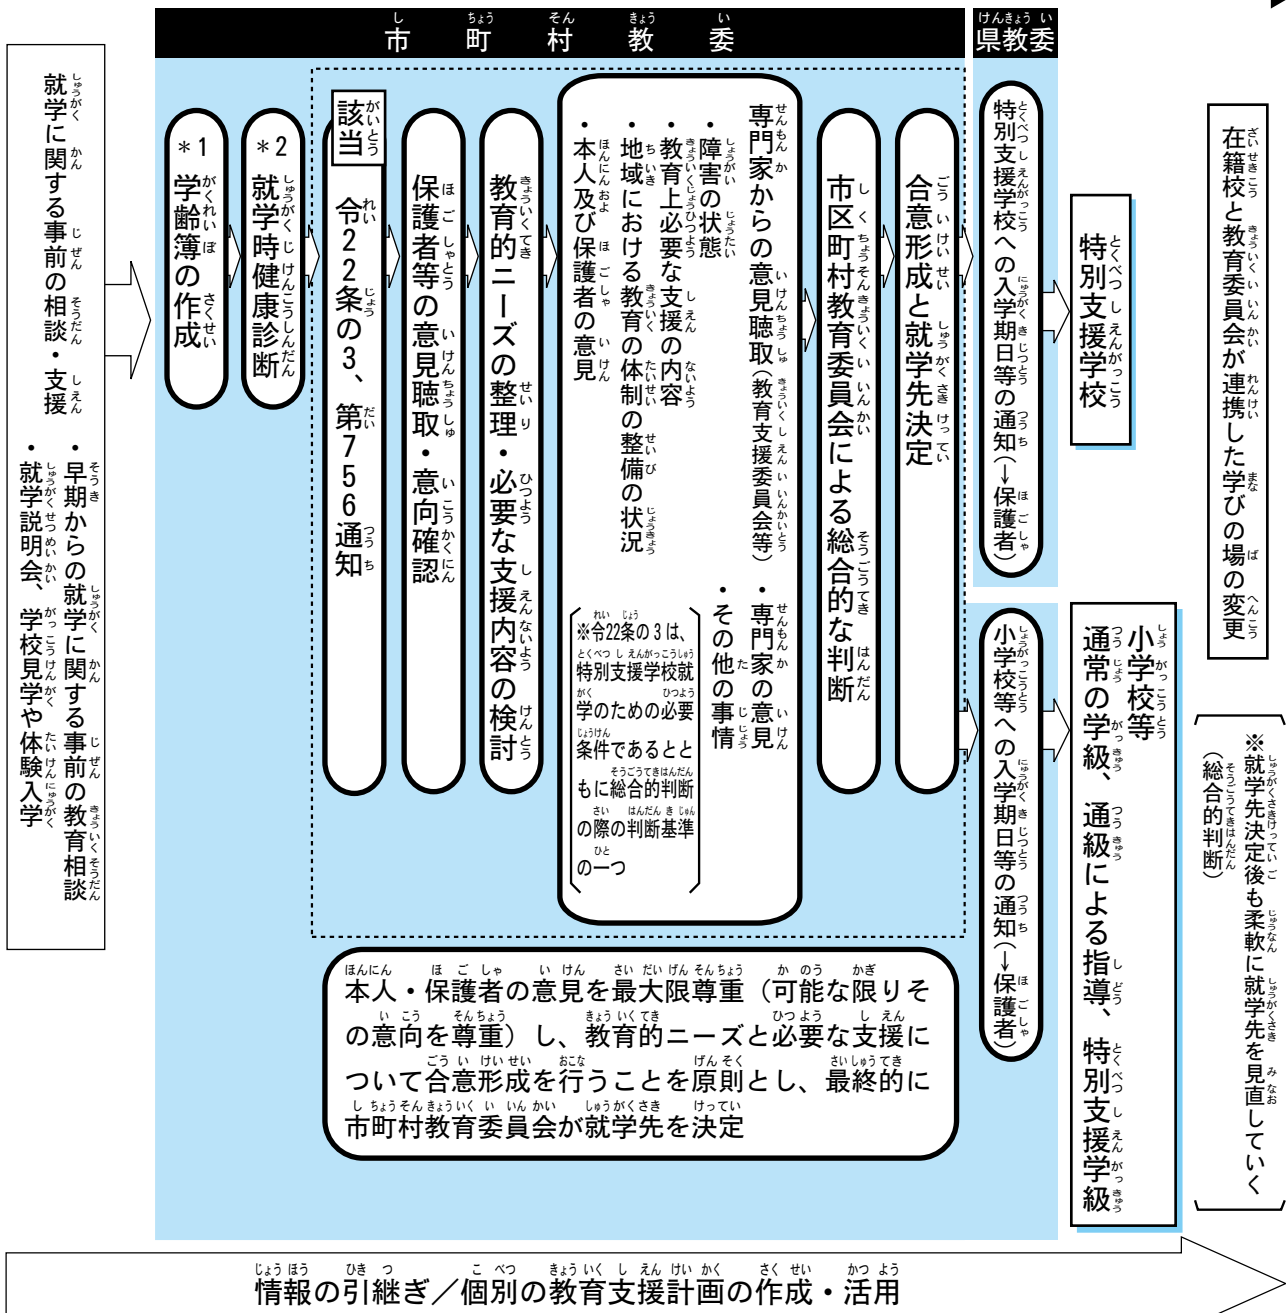 市町村教委
県教委
就学に関する事前の相談・支援
・早期からの就学に関する事前の教育相談
・就学説明会、学校見学や体験入学
＊1 学齢簿の作成
＊2 就学時健康診断
該当
令22条の3、第756通知
保護者等の意見聴取・意向確認
教育的ニーズの整理・必要な支援内容の検討
専門家からの意見聴取（教育支援委員会等）
・障害の状態
・教育上必要な支援の内容
・地域における教育の体制の整備の状況
・本人及び保護者の意見
・専門家の意見
・その他の事情
※令22条の3は、
特別支援学校就
学のための必要
条件であるとと
もに総合的判断
の際の判断基準
の一つ
市区町村教育委員会による総合的な判断
合意形成と就学先決定
特別支援学校への入学期日等の通知（→保護者）
小学校等への入学期日等の通知（→保護者）
特別支援学校
小学校等
通常の学級、通級による指導、特別支援学級
在籍校と教育委員会が連携した学びの場の変更
※就学先決定後も柔軟に就学先を見直していく
（総合的判断）
本人・保護者の意見を最大限尊重（可能な限りそ
の意向を尊重）し、教育的ニーズと必要な支援に
ついて合意形成を行うことを原則とし、最終的に
市町村教育委員会が就学先を決定
情報の引継ぎ／個別の教育支援計画の作成・活用